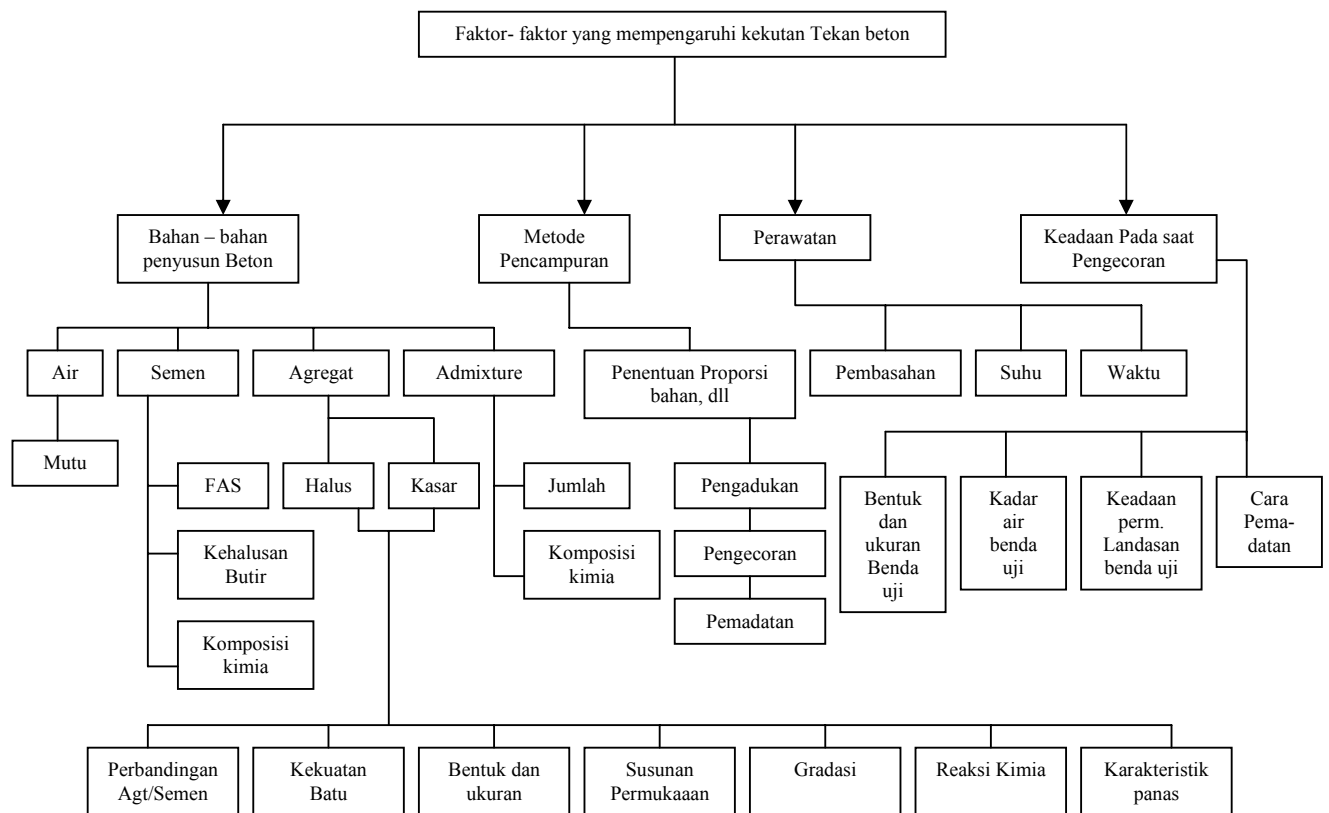 Faktor- faktor yang mempengaruhi kekutan Tekan beton
Bahan – bahan
penyusun Beton
Metode
Pencampuran
Perawatan
Keadaan Pada saat
Pengecoran
Air
Semen
Agregat
Admixture
Penentuan Proporsi
bahan, dll
Pembasahan
Suhu
Waktu
Mutu
FAS
Halus
Kasar
Jumlah
Pengadukan
Bentuk
dan
ukuran
Benda
uji
Kadar
air
benda
uji
Keadaan
perm.
Landasan
benda uji
Cara
Pema-
datan
Kehalusan
Butir
Komposisi
kimia
Pengecoran
Pemadatan
Komposisi
kimia
Perbandingan
Agt/Semen
Kekuatan
Batu
Bentuk dan
ukuran
Susunan
Permukaaan
Gradasi
Reaksi Kimia
Karakteristik
panas